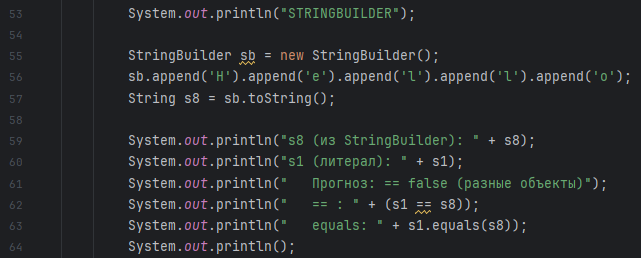 53 System.out.println("STRINGBUILDER");
54
55 StringBuilder sb = new StringBuilder();
56 sb.append('H').append('e').append('l').append('l').append('o');
57 String s8 = sb.toString();
58
59 System.out.println("s8 (из StringBuilder): " + s8);
60 System.out.println("s1 (литерал): " + s1);
61 System.out.println("   Прогноз: == false (разные объекты)");
62 System.out.println("   == : " + (s1 == s8));
63 System.out.println("   equals: " + s1.equals(s8));
64 System.out.println();